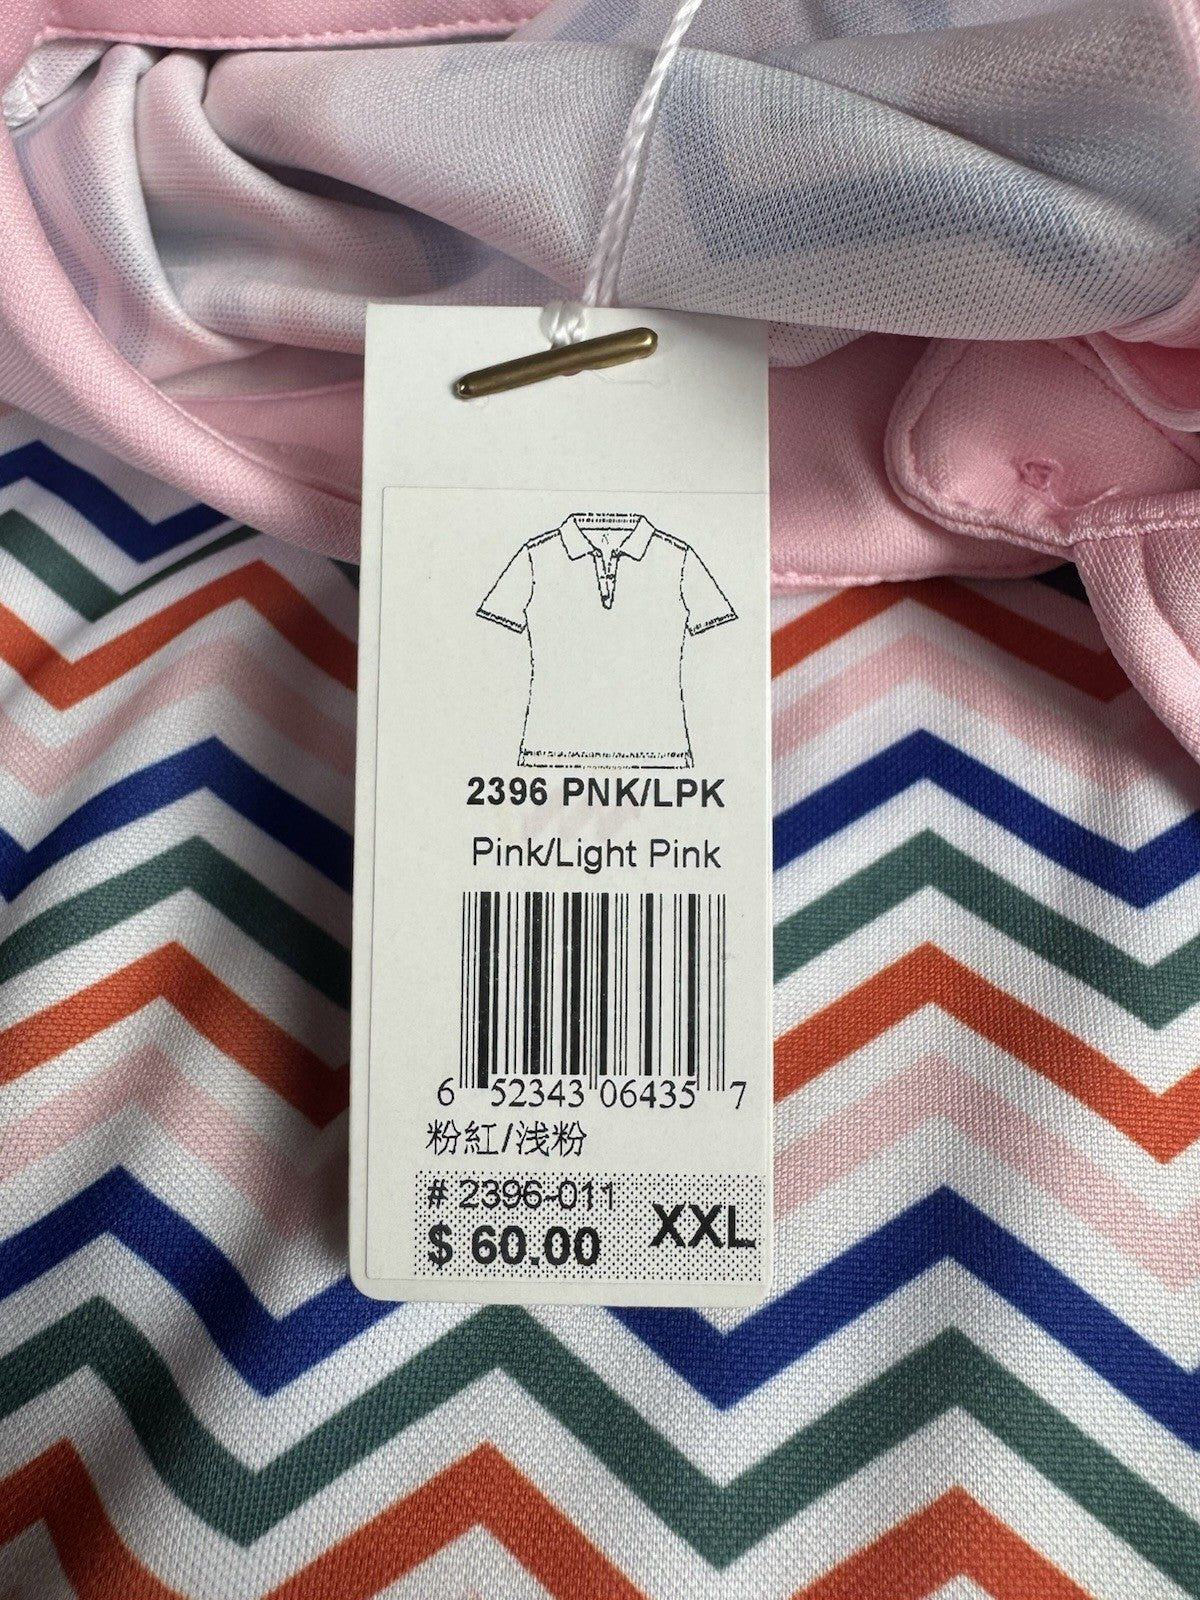 2396 PNK/LPK
Pink/Light Pink
6 52343 06435 7
粉紅/浅粉
# 2396-011
$ 60.00 XXL